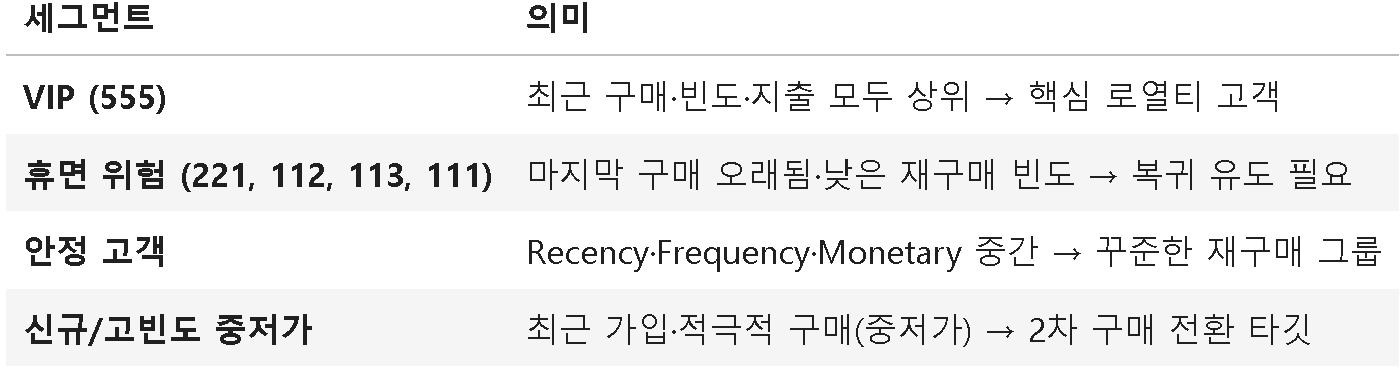 세그먼트 의미
VIP (555) 최근 구매·빈도·지출 모두 상위 → 핵심 로열티 고객
휴면 위험 (221, 112, 113, 111) 마지막 구매 오래됨·낮은 재구매 빈도 → 복귀 유도 필요
안정 고객 Recency·Frequency·Monetary 중간 → 꾸준한 재구매 그룹
신규/고빈도 중저가 최근 가입·적극적 구매(중저가) → 2차 구매 전환 타깃